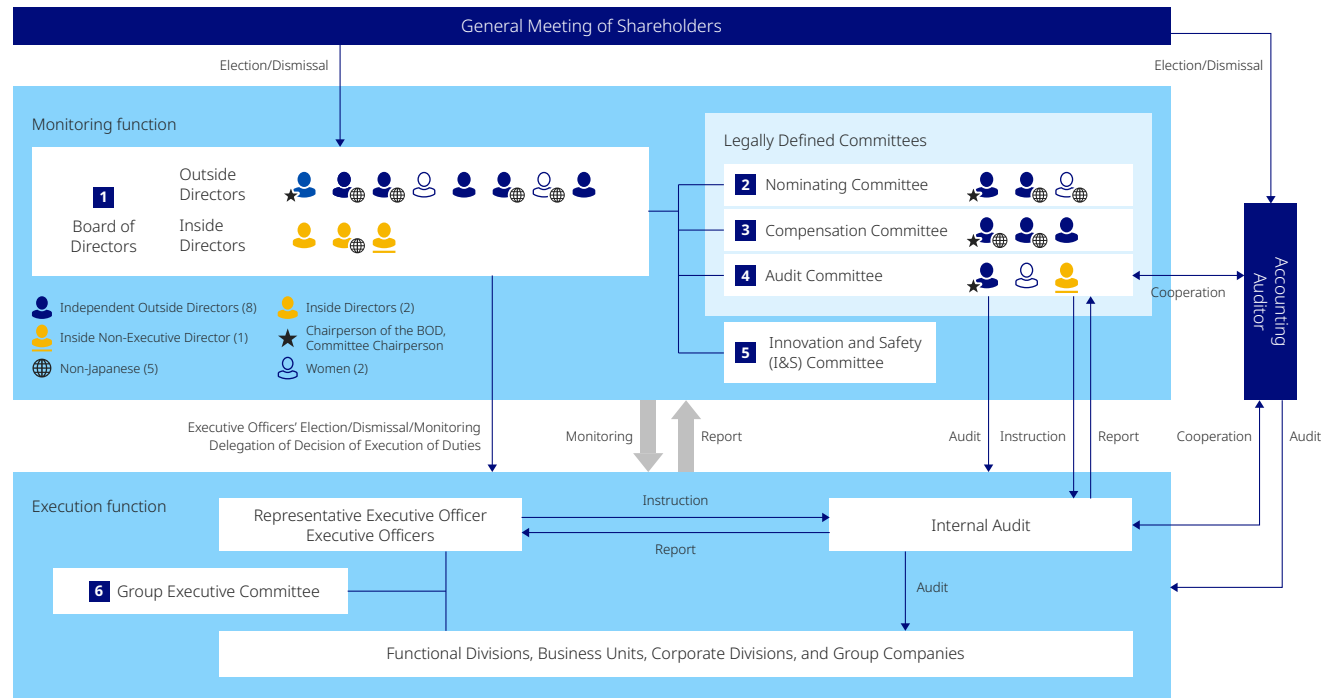 General Meeting of Shareholders
Election/Dismissal
Election/Dismissal
Monitoring function
1
Board of
Directors
Outside
Directors
Inside
Directors
Legally Defined Committees
2 Nominating Committee
3 Compensation Committee
4 Audit Committee
5 Innovation and Safety
(I&S) Committee
Independent Outside Directors (8)
Inside Directors (2)
Inside Non-Executive Director (1)
Chairperson of the BOD,
Committee Chairperson
Non-Japanese (5)
Women (2)
Cooperation
Accounting
Auditor
Executive Officers' Election/Dismissal/Monitoring
Delegation of Decision of Execution of Duties
Monitoring
Report
Audit
Instruction
Report
Cooperation
Audit
Execution function
Representative Executive Officer
Executive Officers
Instruction
Report
Internal Audit
6 Group Executive Committee
Audit
Functional Divisions, Business Units, Corporate Divisions, and Group Companies